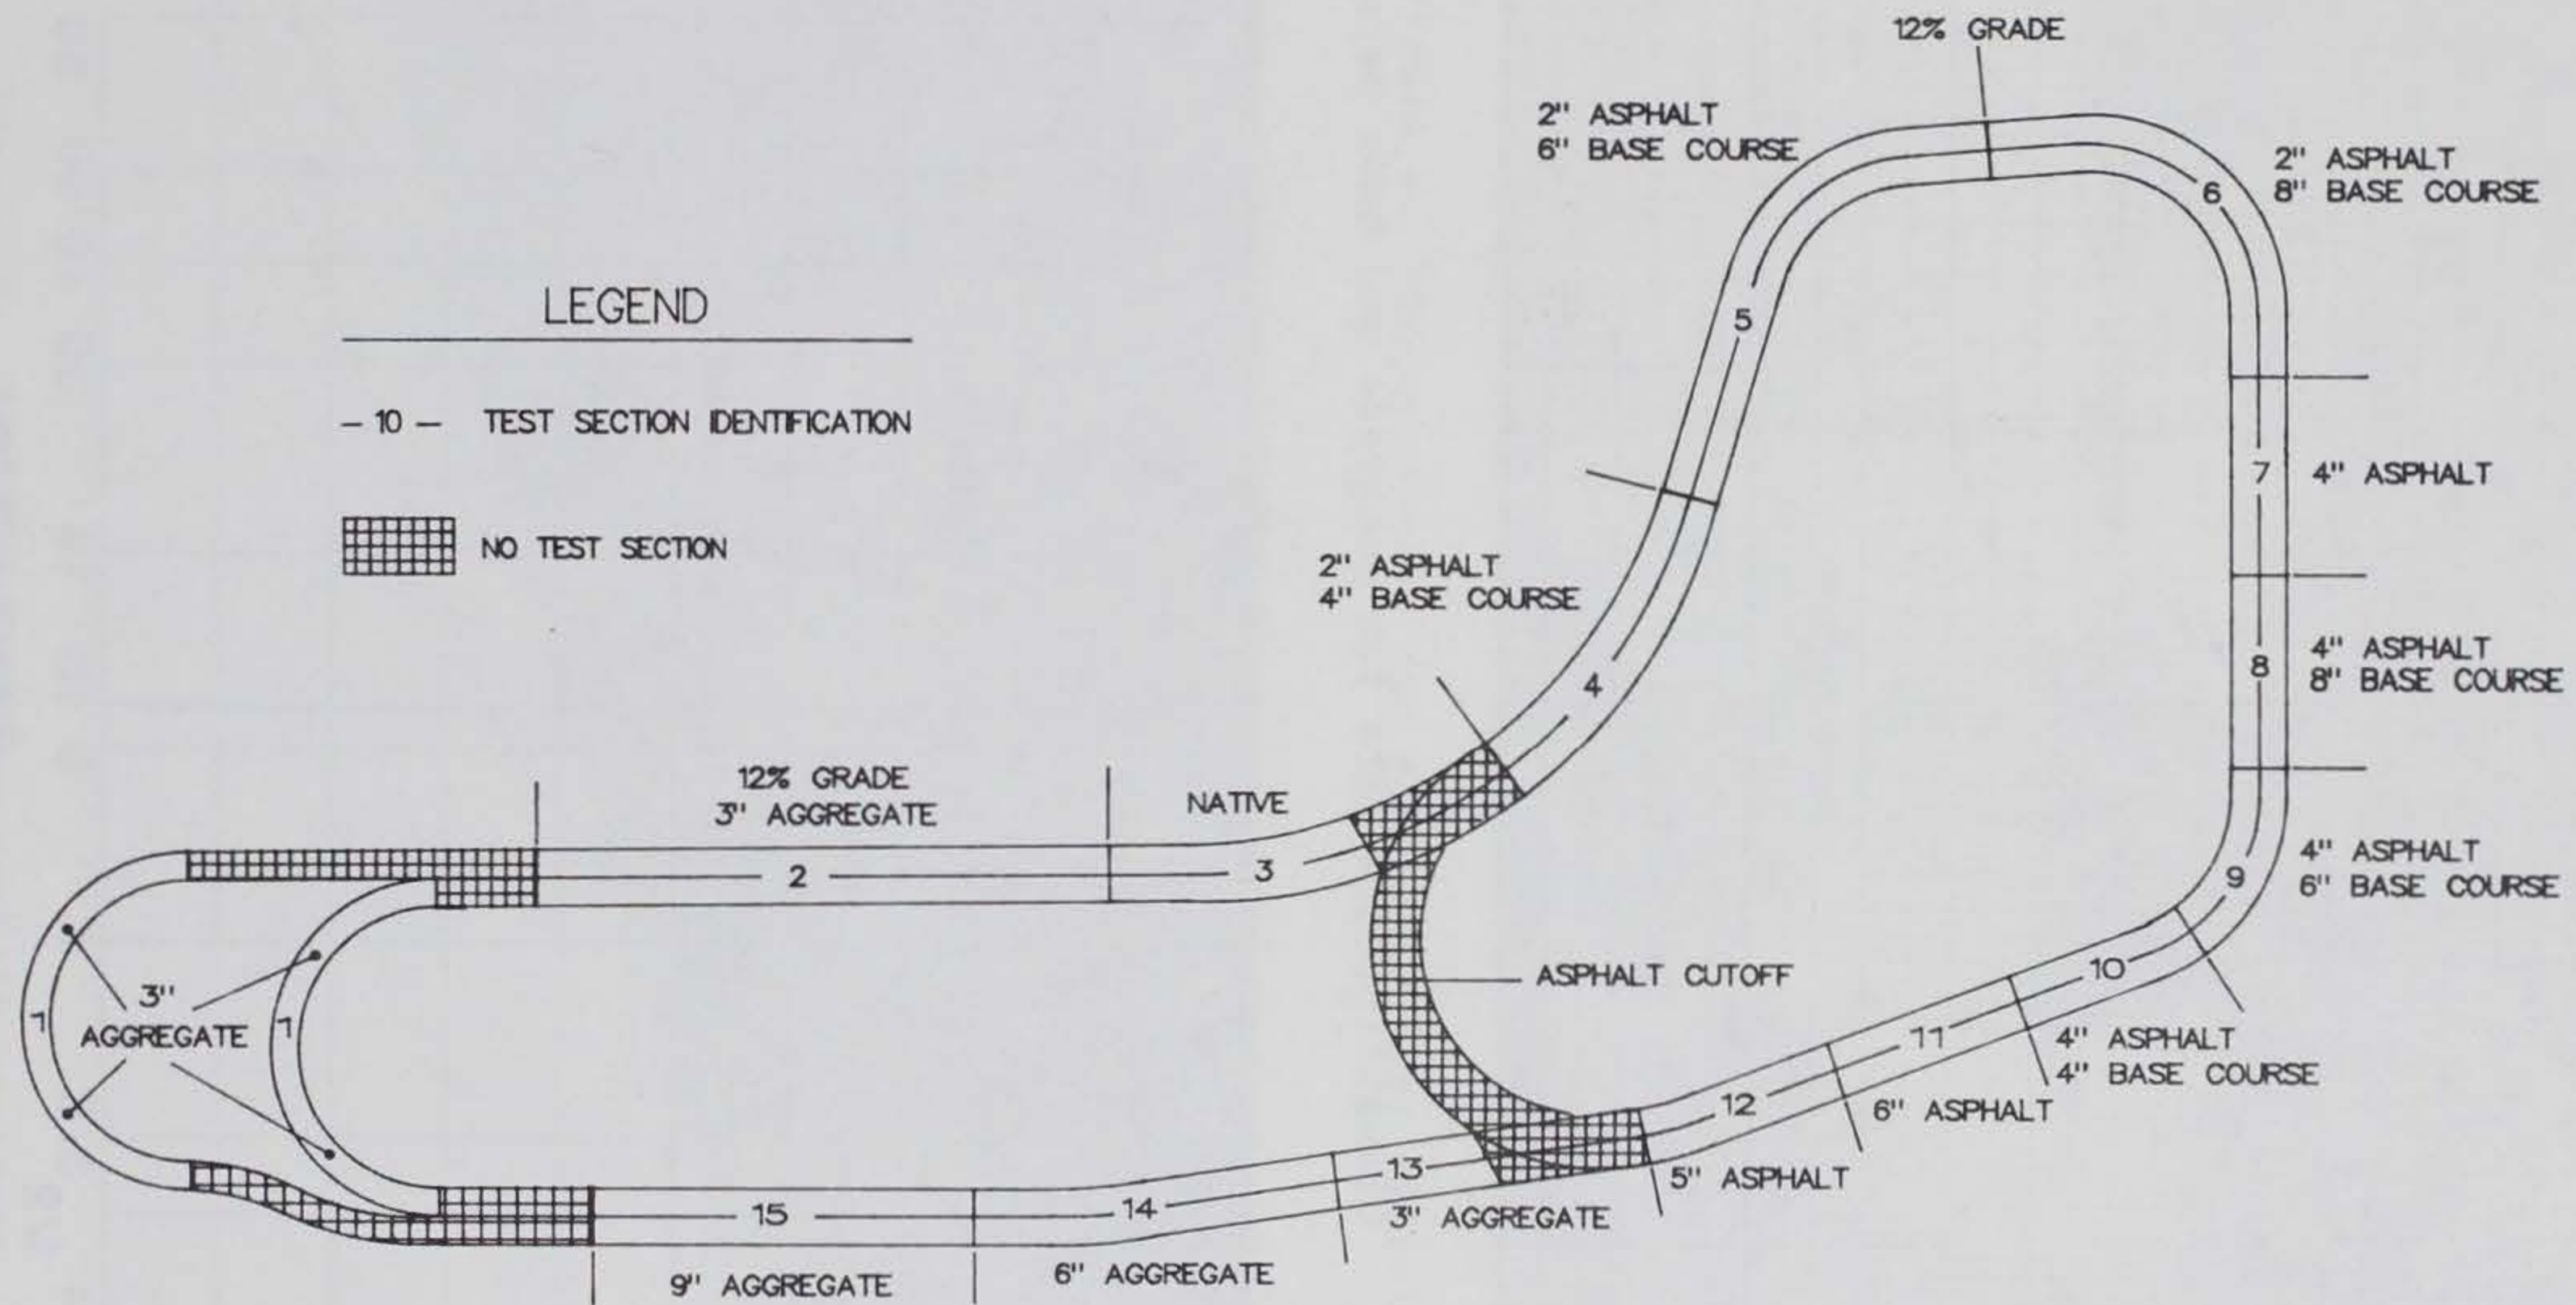 12% GRADE
2" ASPHALT
6" BASE COURSE
2" ASPHALT
8" BASE COURSE
6
LEGEND
5
- 10 - TEST SECTION IDENTIFICATION
7
4" ASPHALT
NO TEST SECTION
2" ASPHALT
4" BASE COURSE
4
8
4" ASPHALT
8" BASE COURSE
12% GRADE
3" AGGREGATE
NATIVE
2
3
9
4" ASPHALT
6" BASE COURSE
ASPHALT CUTOFF
10
3"
AGGREGATE
1
1
11
4" ASPHALT
4" BASE COURSE
12
6" ASPHALT
13
5" ASPHALT
15
14
3" AGGREGATE
6" AGGREGATE
9" AGGREGATE